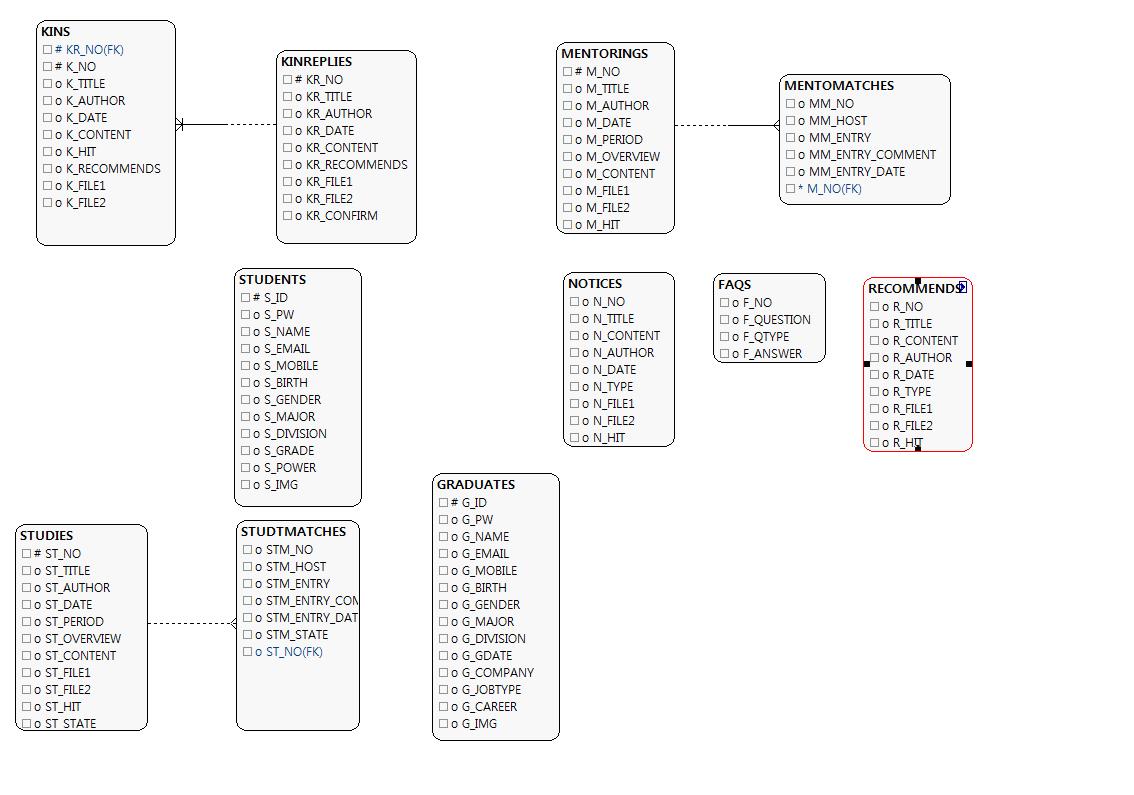 KINS
# KR_NO(FK)
# K_NO
o K_TITLE
o K_AUTHOR
o K_DATE
o K_CONTENT
o K_HIT
o K_RECOMMENDS
o K_FILE1
o K_FILE2
KINREPLIES
# KR_NO
o KR_TITLE
o KR_AUTHOR
o KR_DATE
o KR_CONTENT
o KR_RECOMMENDS
o KR_FILE1
o KR_FILE2
o KR_CONFIRM
MENTORINGS
# M_NO
o M_TITLE
o M_AUTHOR
o M_DATE
o M_PERIOD
o M_OVERVIEW
o M_CONTENT
o M_FILE1
o M_FILE2
o M_HIT
MENTOMATCHES
o MM_NO
o MM_HOST
o MM_ENTRY
o MM_ENTRY_COMMENT
o MM_ENTRY_DATE
* M_NO(FK)
STUDENTS
# S_ID
o S_PW
o S_NAME
o S_EMAIL
o S_MOBILE
o S_BIRTH
o S_GENDER
o S_MAJOR
o S_DIVISION
o S_GRADE
o S_POWER
o S_IMG
NOTICES
o N_NO
o N_TITLE
o N_CONTENT
o N_AUTHOR
o N_DATE
o N_TYPE
o N_FILE1
o N_FILE2
o N_HIT
FAQS
o F_NO
o F_QUESTION
o F_QTYPE
o F_ANSWER
RECOMMENDS
o R_NO
o R_TITLE
o R_CONTENT
o R_AUTHOR
o R_DATE
o R_TYPE
o R_FILE1
o R_FILE2
o R_HIT
STUDIES
# ST_NO
o ST_TITLE
o ST_AUTHOR
o ST_DATE
o ST_PERIOD
o ST_OVERVIEW
o ST_CONTENT
o ST_FILE1
o ST_FILE2
o ST_HIT
o ST_STATE
STUDTMATCHES
o STM_NO
o STM_HOST
o STM_ENTRY
o STM_ENTRY_COM
o STM_ENTRY_DAT
o STM_STATE
o ST_NO(FK)
GRADUATES
# G_ID
o G_PW
o G_NAME
o G_EMAIL
o G_MOBILE
o G_BIRTH
o G_GENDER
o G_MAJOR
o G_DIVISION
o G_GDATE
o G_COMPANY
o G_JOBTYPE
o G_CAREER
o G_IMG